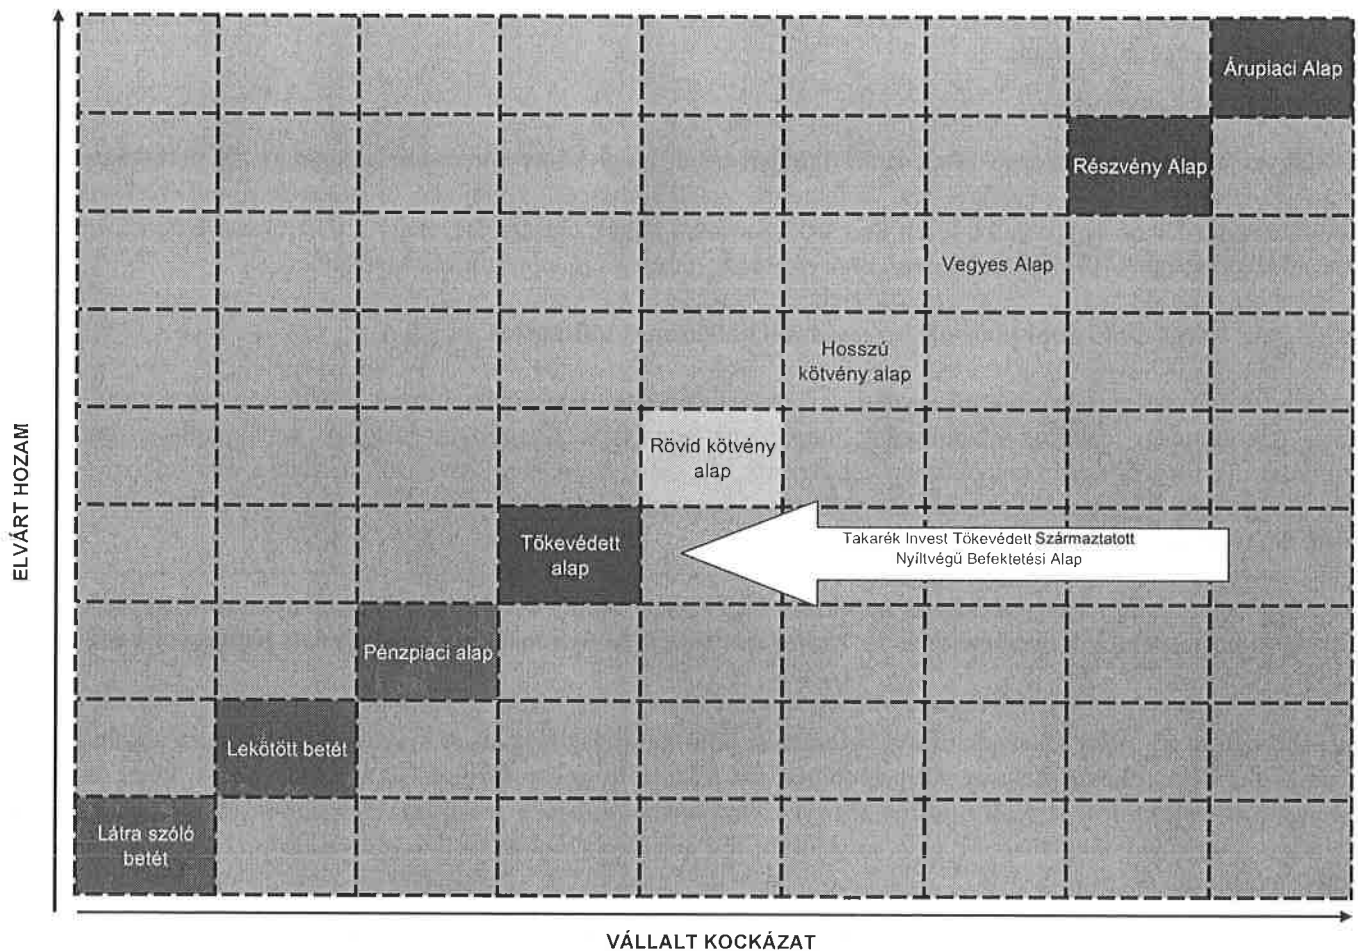 Árupiaci Alap
Részvény Alap
Vegyes Alap
Hosszú
kötvény alap
Rövid kötvény
alap
Tőkevédett
alap
Takarék Invest Tőkevédett Származtatott
Nyíltvégű Befektetési Alap
Pénzpiaci alap
Lekötött betét
Látra szóló
betét
ELVÁRT HOZAM
VÁLLALT KOCKÁZAT